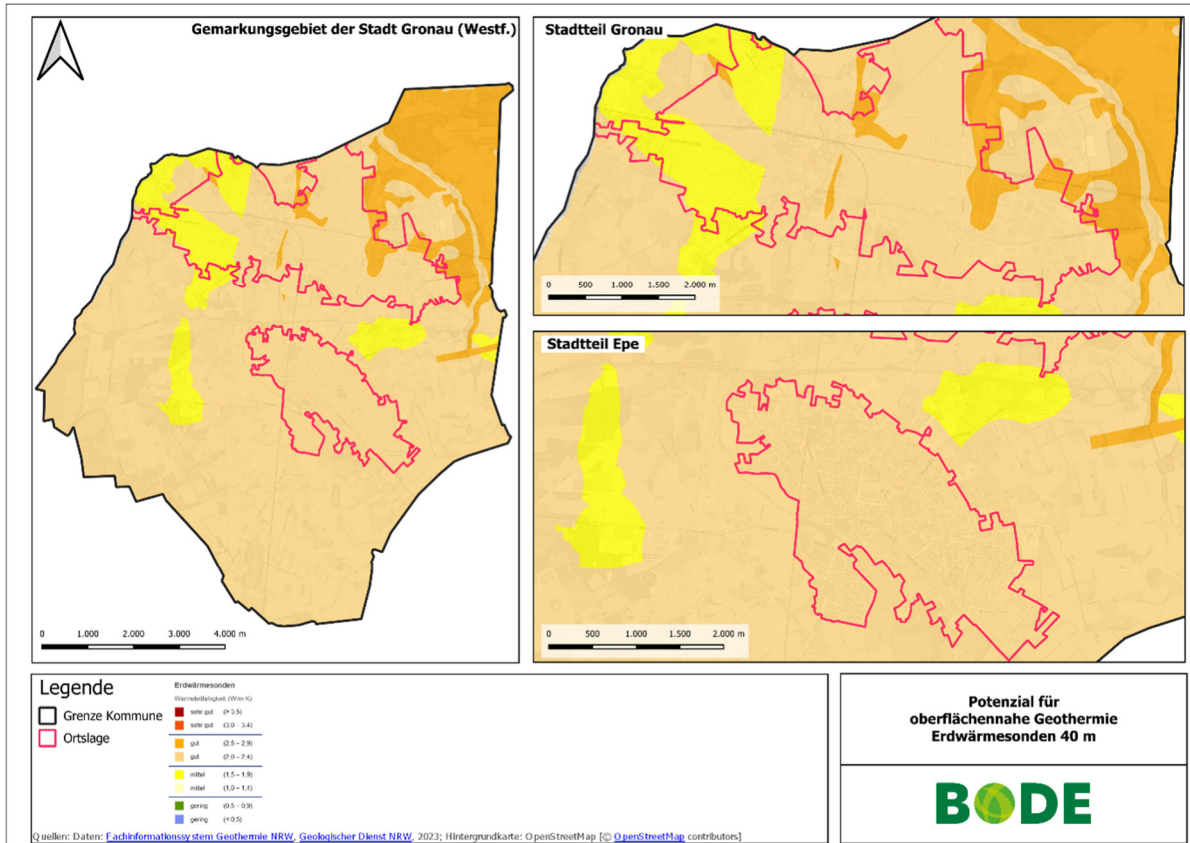 Gemarkungsgebiet der Stadt Gronau (Westf.)
0 1.000 2.000 3.000 4.000 m
Stadtteil Gronau
0 500 1.000 1.500 2.000 m
Stadtteil Epe
0 500 1.000 1.500 2.000 m
Legende
Grenze Kommune
Ortslage
Erdwärmesonden
Wärmeleitfähigkeit (W/m·K)
sehr gut (> 3,5)
sehr gut (3,0 – 3,4)
gut (2,5 – 2,9)
gut (2,0 – 2,4)
mittel (1,5 – 1,9)
mittel (1,0 – 1,4)
gering (0,5 – 0,9)
gering (< 0,5)
Quellen: Daten: Fachinformationssystem Geothermie NRW, Geologischer Dienst NRW, 2023; Hintergrundkarte: OpenStreetMap [© OpenStreetMap contributors]
Potenzial für
oberflächennahe Geothermie
Erdwärmesonden 40 m
BODE